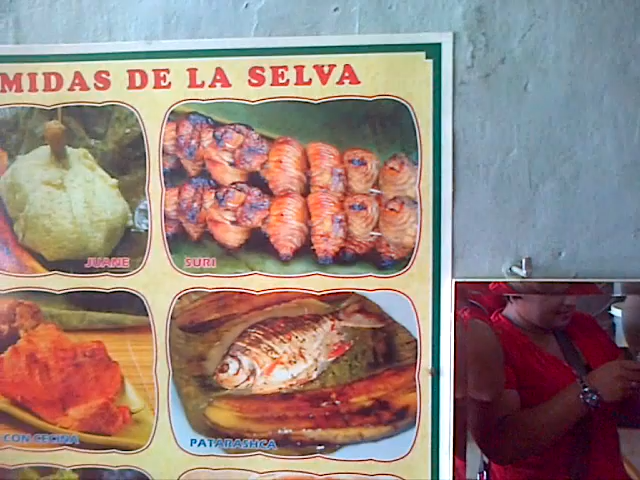 MIDAS DE LA SELVA
JUANE
SURI
CON CECINA
PATARASHCA